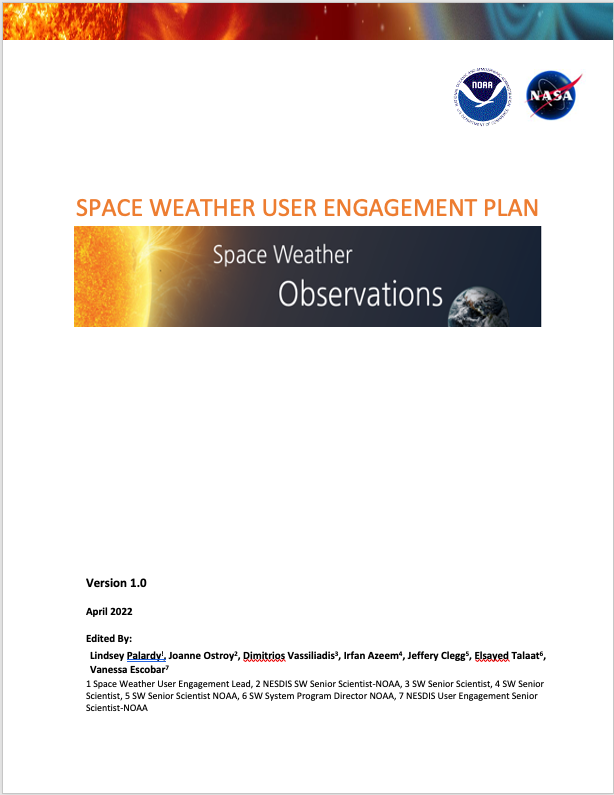 NOAA
NASA
SPACE WEATHER USER ENGAGEMENT PLAN
Space Weather
Observations
Version 1.0
April 2022
Edited By:
Lindsey Palardy¹, Joanne Ostroy², Dimitrios Vassiliadis³, Irfan Azeem⁴, Jeffery Clegg⁵, Elsayed Talaat⁶,
Vanessa Escobar⁷
1 Space Weather User Engagement Lead, 2 NESDIS SW Senior Scientist-NOAA, 3 SW Senior Scientist, 4 SW Senior
Scientist, 5 SW Senior Scientist NOAA, 6 SW System Program Director NOAA, 7 NESDIS User Engagement Senior
Scientist-NOAA